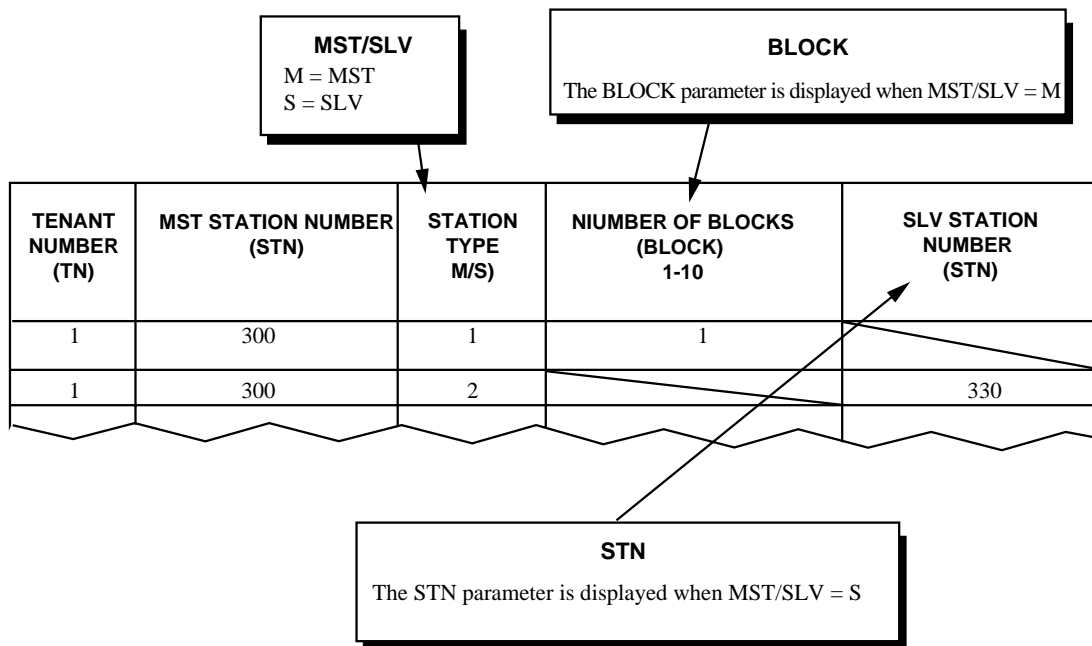 MST/SLV
M = MST
S = SLV
BLOCK
The BLOCK parameter is displayed when MST/SLV = M
TENANT
NUMBER
(TN)
MST STATION NUMBER
(STN)
STATION
TYPE
M/S)
NIUMBER OF BLOCKS
(BLOCK)
1-10
SLV STATION
NUMBER
(STN)
1 300 1 1
1 300 2 330
STN
The STN parameter is displayed when MST/SLV = S